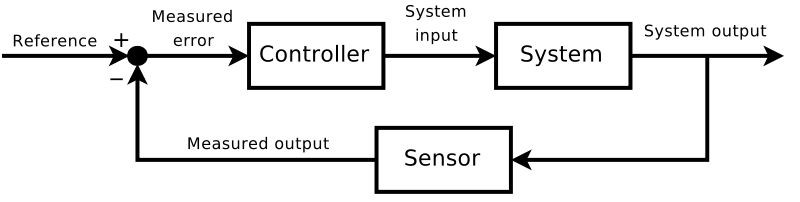 Reference
+
−
Measured
error
Controller
System
input
System
System output
Measured output
Sensor